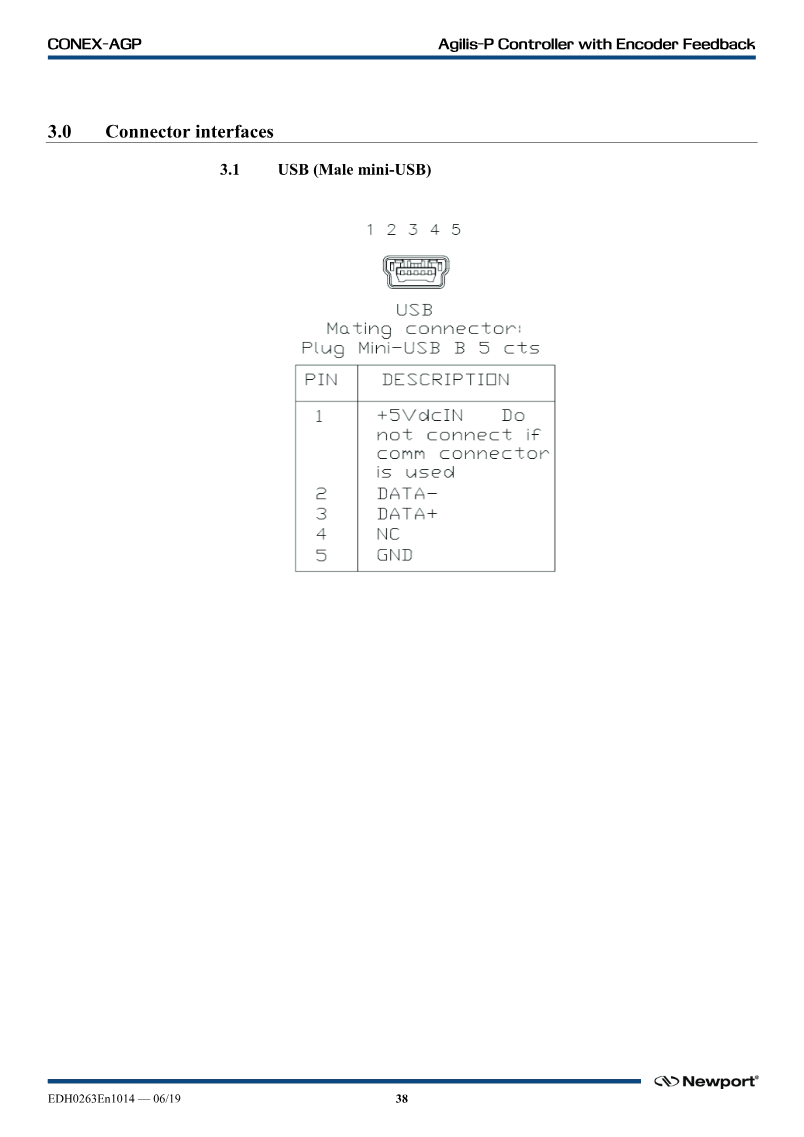 CONEX-AGP Agilis-P Controller with Encoder Feedback
3.0 Connector interfaces
3.1 USB (Male mini-USB)
1 2 3 4 5
USB
Mating connector:
Plug Mini-USB B 5 cts
PIN DESCRIPTION
1 +5VdcIN Do
not connect if
comm connector
is used
2 DATA-
3 DATA+
4 NC
5 GND
Newport®
EDH0263En1014 — 06/19 38